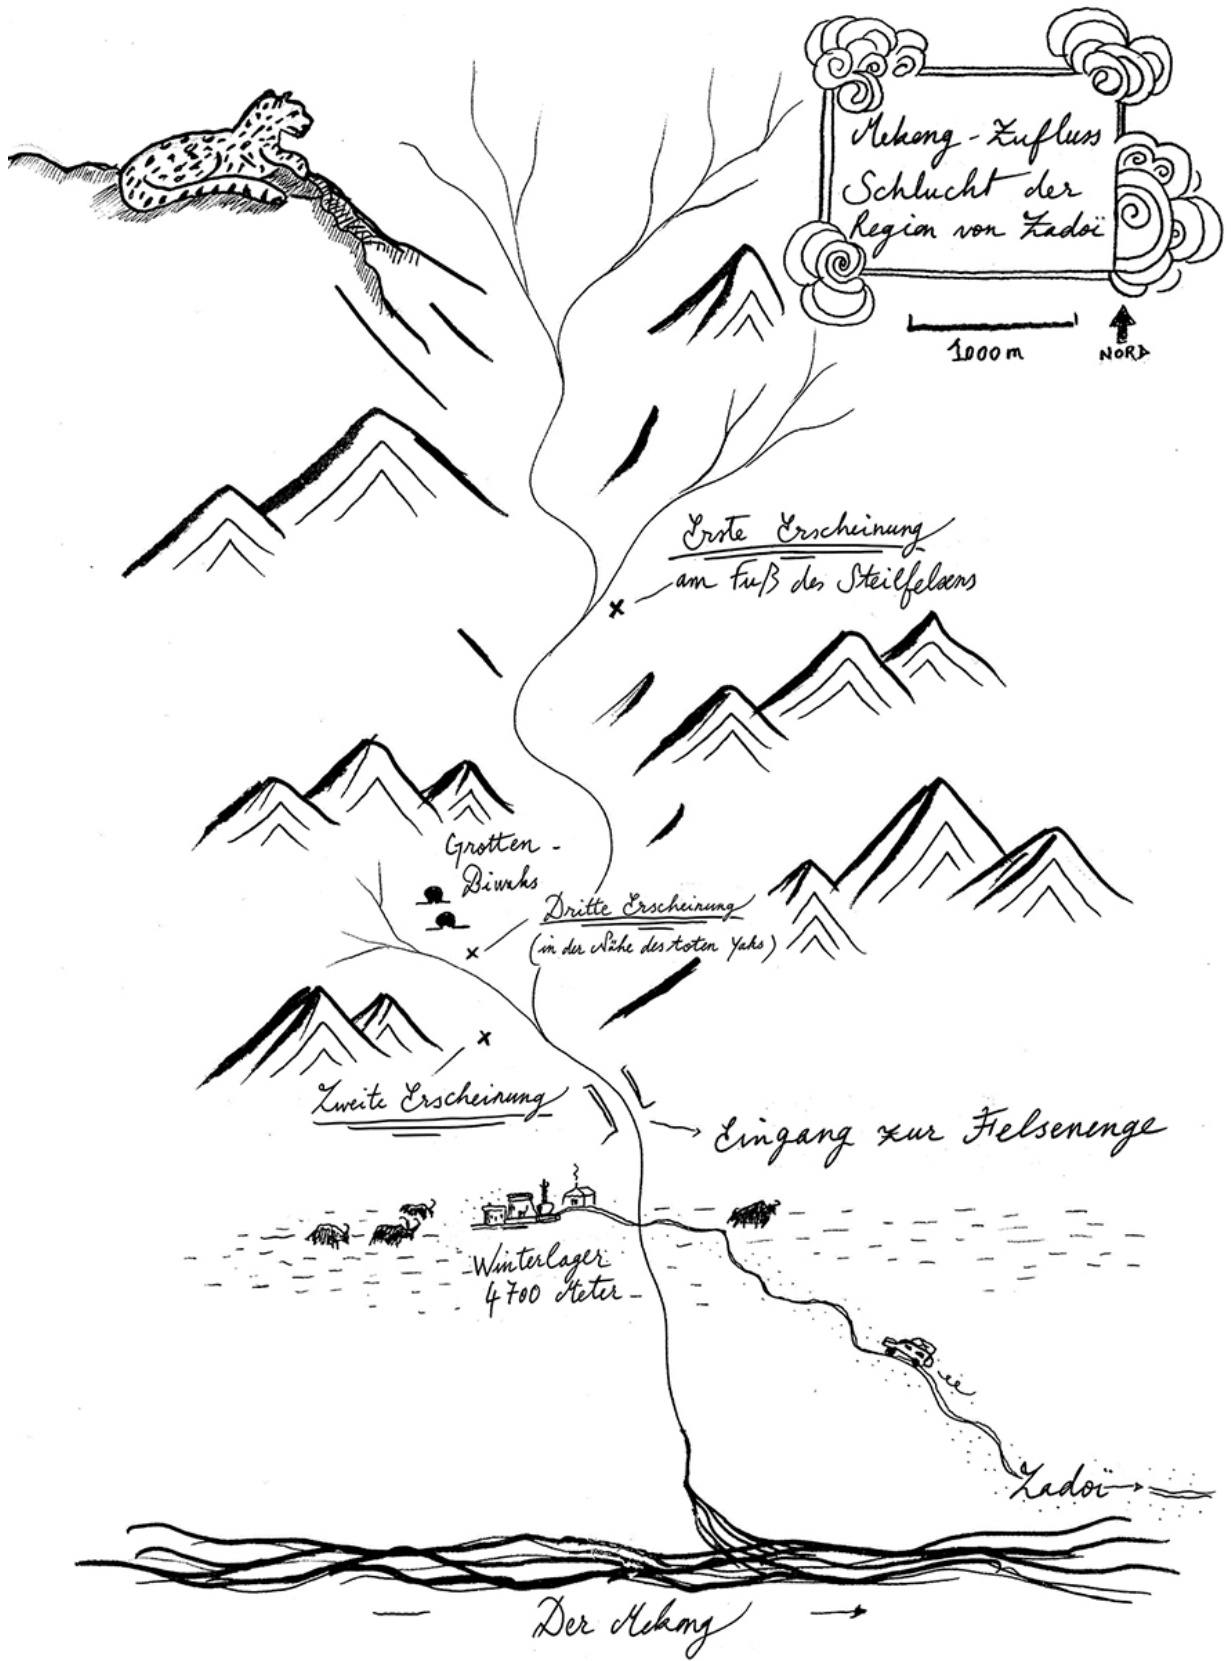 Mekong-Zufluss
Schlucht der
Region von Zadoï
1000 m
NORD
Erste Erscheinung
am Fuß des Steilfelsens
Grotten-
Biwaks
Dritte Erscheinung
(in der Nähe des toten Yaks)
Zweite Erscheinung
Eingang zur Felsenenge
Winterlager
4700 Meter
Zadoï
Der Mekong